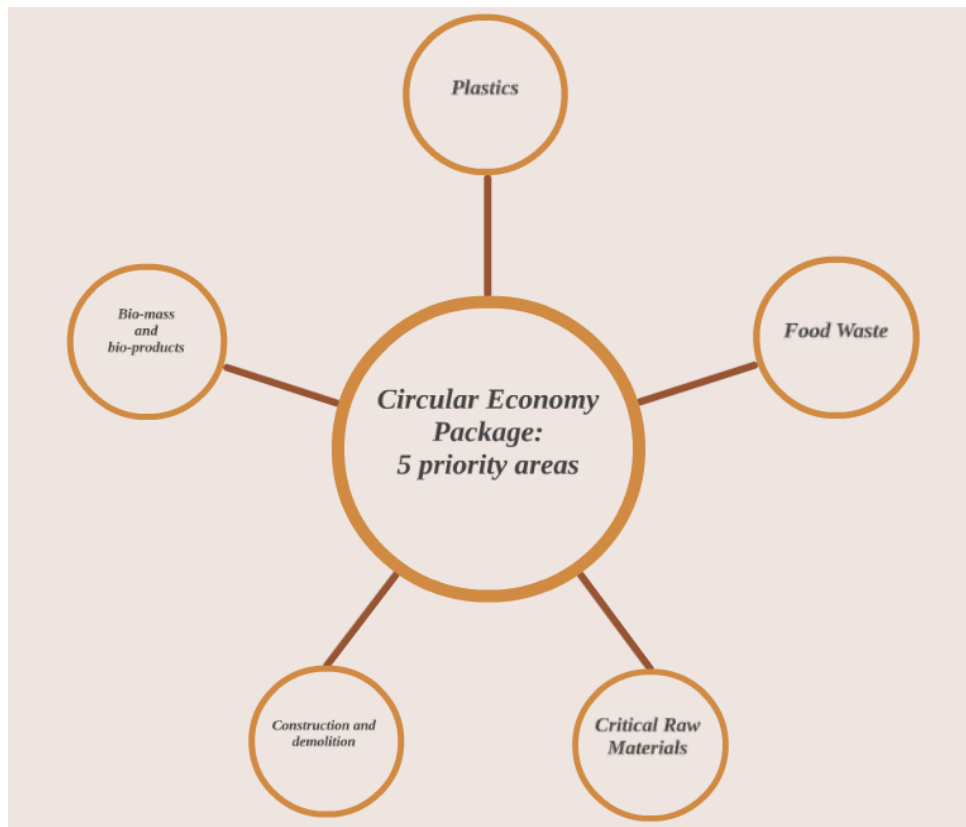 Plastics
Food Waste
Bio-mass
and
bio-products
Circular Economy
Package:
5 priority areas
Construction and
demolition
Critical Raw
Materials